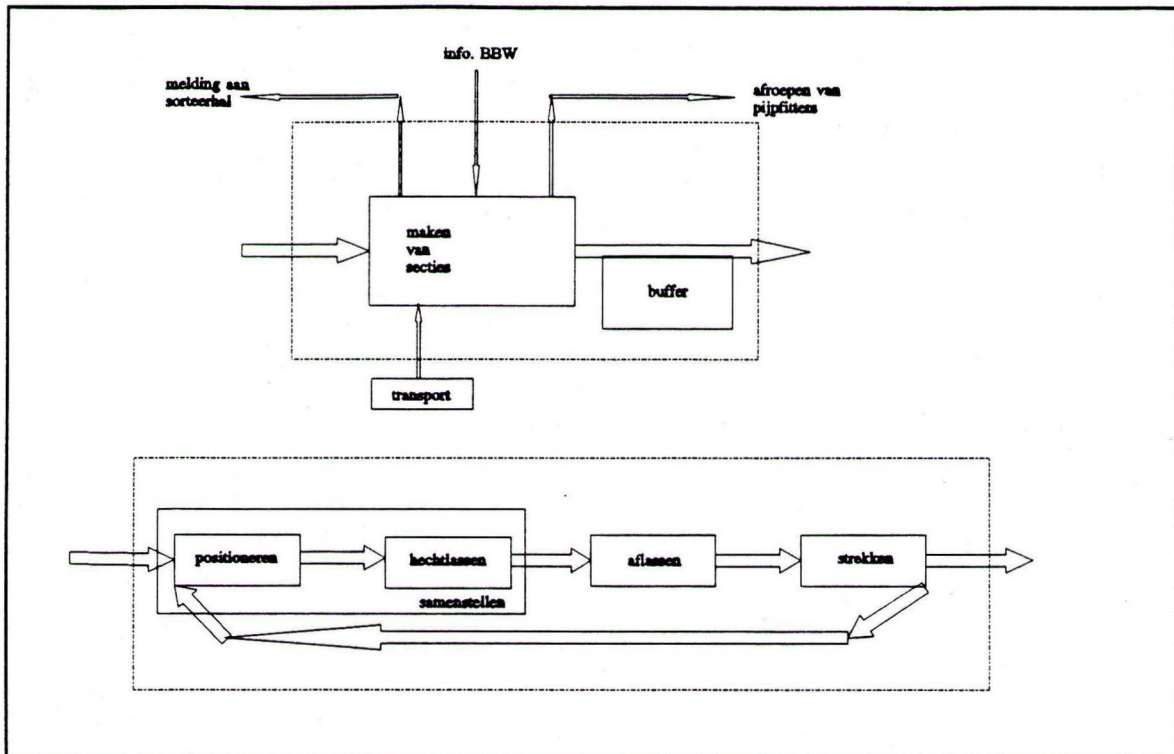 info. BBW
melding aan
sorteerhal
afroepen van
pijpfitters
maken
van
secties
buffer
transport
positioneren
hechtlassen
samenstellen
aflassen
strekken